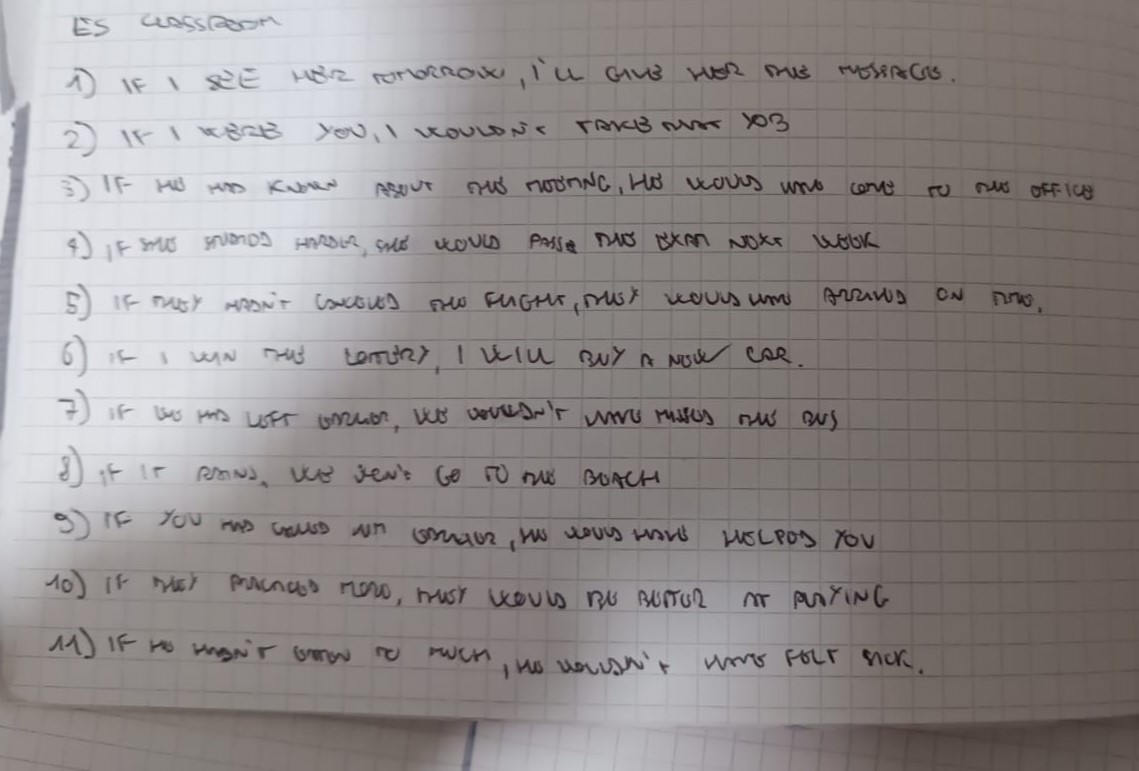 ES CLASSROOM
1) IF I SEE HER TOMORROW, I'LL GIVE HER THE MESSAGE.
2) IF I WERE YOU, I WOULDN'T TAKE THAT JOB
3) IF HE HAD KNOWN ABOUT THE MEETING, HE WOULD HAVE COME TO THE OFFICE
4) IF SHE STUDIED HARDER, SHE WOULD PASS THE EXAM NEXT WEEK
5) IF THEY HADN'T CANCELED THE FLIGHT, THEY WOULD HAVE ARRIVED ON TIME.
6) IF I WIN THE LOTTERY, I WILL BUY A NEW CAR.
7) IF WE HAD LEFT EARLIER, WE WOULDN'T HAVE MISSED THE BUS
8) IF IT RAINS, WE WON'T GO TO THE BEACH
9) IF YOU HAD CALLED HIM EARLIER, HE WOULD HAVE HELPED YOU
10) IF THEY PRACTICED MORE, THEY WOULD BE BETTER AT PLAYING
11) IF HE HADN'T EATEN TO MUCH, HE WOULDN'T HAVE FELT SICK.